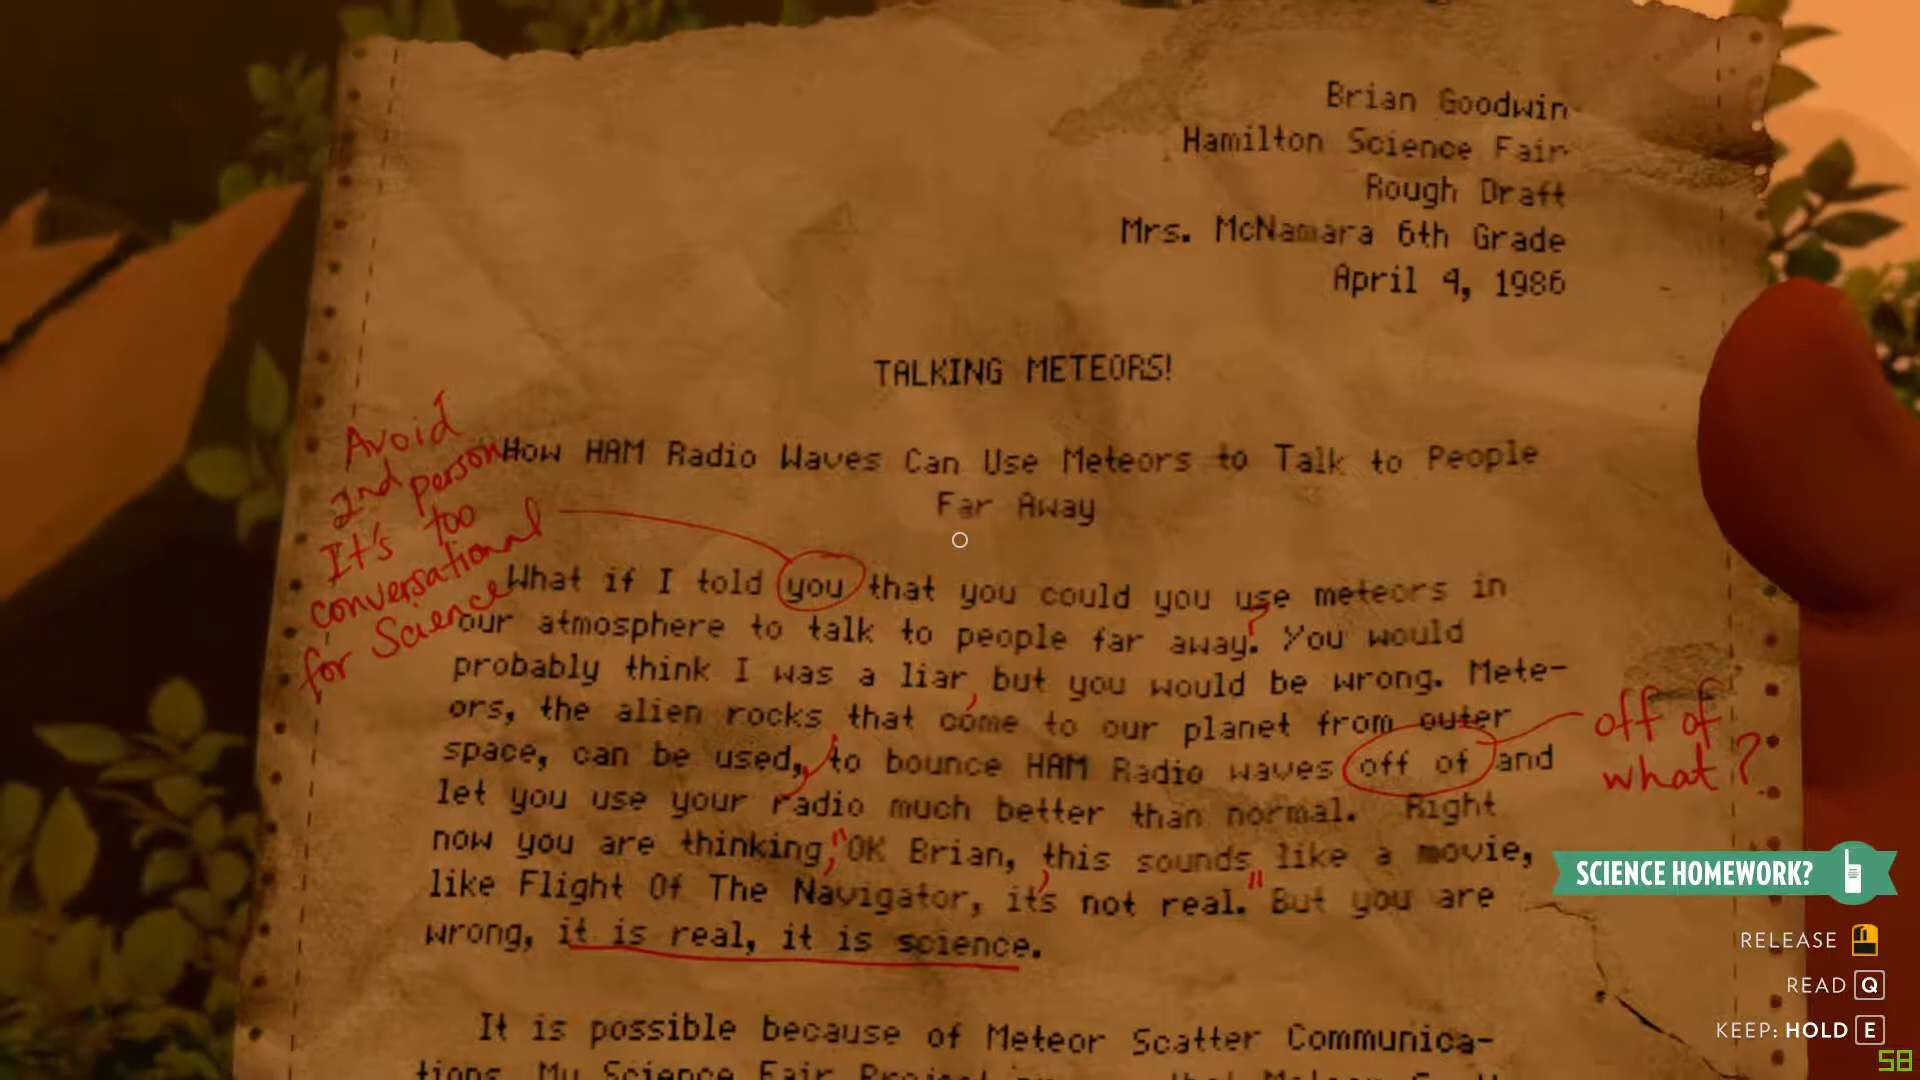 Brian Goodwin
Hamilton Science Fair
Rough Draft
Mrs. McNamara 6th Grade
April 4, 1986
TALKING METEORS!
How HAM Radio Waves Can Use Meteors to Talk to People
Far Away
Avoid
2nd person
It's too
conversational
for Science
What if I told you that you could you use meteors in
our atmosphere to talk to people far away? You would
probably think I was a liar, but you would be wrong. Mete-
ors, the alien rocks that come to our planet from outer
space, can be used, to bounce HAM Radio waves off of and
off of
what?
let you use your radio much better than normal. Right
now you are thinking, "OK Brian, this sounds like a movie,
like Flight Of The Navigator, it's not real." But you are
wrong, it is real, it is science.
It is possible because of Meteor Scatter Communica-
tions. My Science Fair Project that Meteor
SCIENCE HOMEWORK?
RELEASE
READ Q
KEEP: HOLD E
58